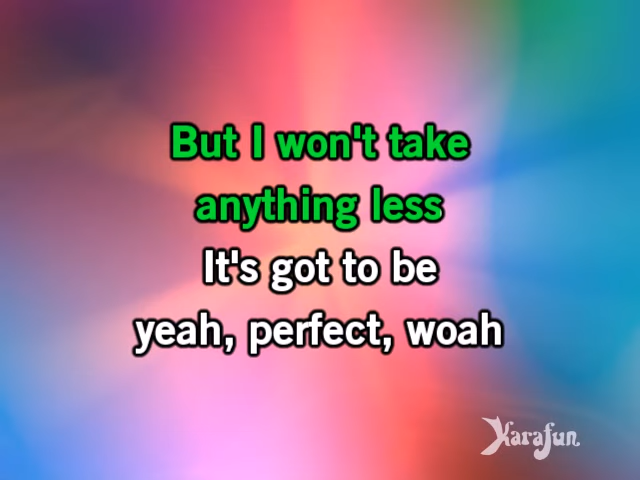 But I won't take
anything less
It's got to be
yeah, perfect, woah
Karafun